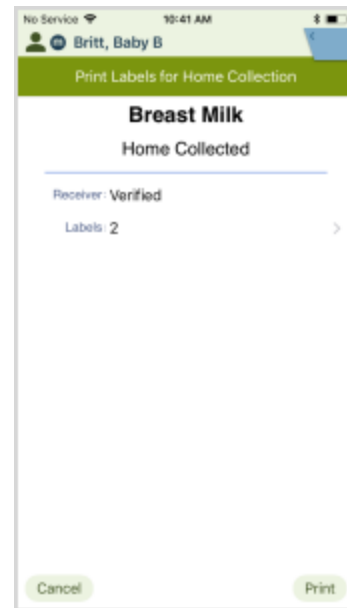 No Service 10:41 AM
Britt, Baby B
Print Labels for Home Collection
Breast Milk
Home Collected
Receiver: Verified
Labels: 2
Cancel Print